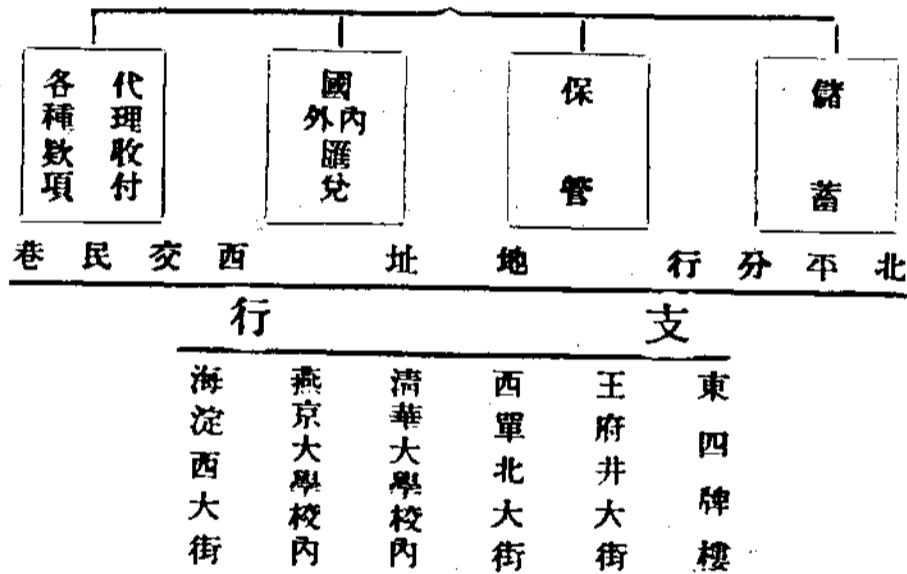 儲蓄
保管
國內外匯兌
代理收付
各種欵項
北平分行地址西交民巷
支行
東四牌樓
王府井大街
西單北大街
清華大學校內
燕京大學校內
海淀西大街